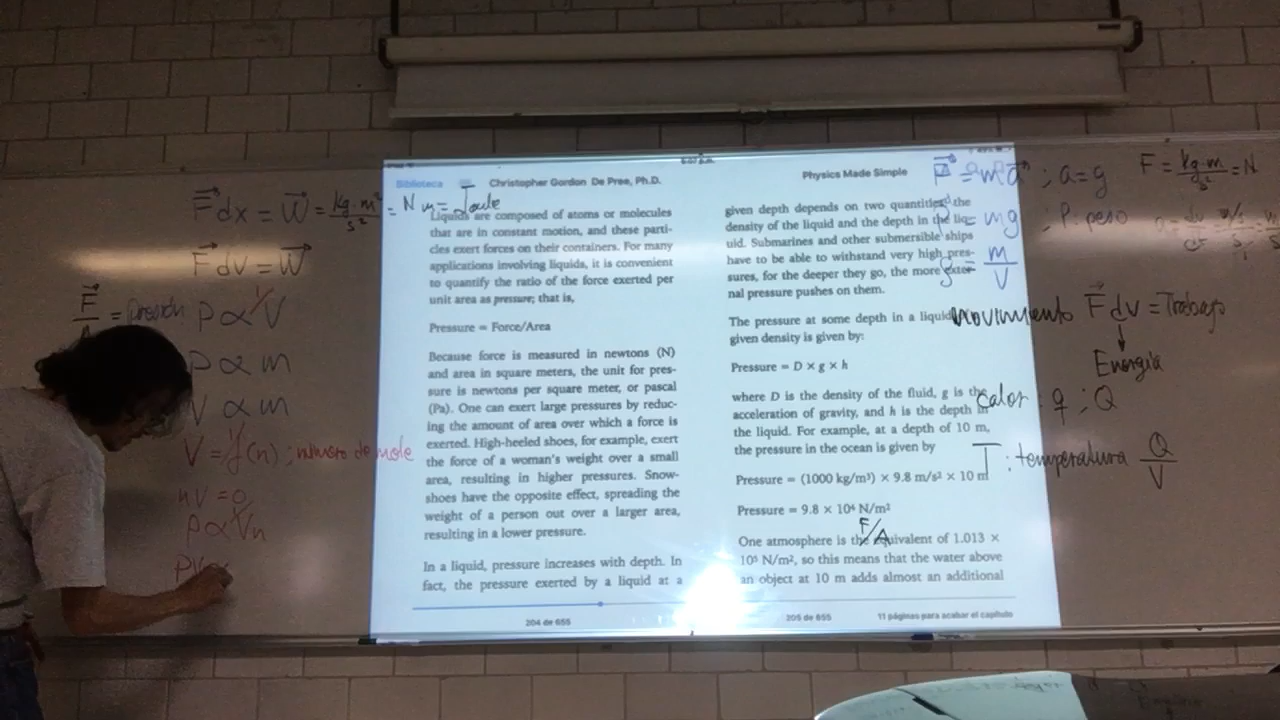 Biblioteca
Christopher Gordon De Pree, Ph.D.
Liquids are composed of atoms or molecules
that are in constant motion, and these parti-
cles exert forces on their containers. For many
applications involving liquids, it is convenient
to quantify the ratio of the force exerted per
unit area as pressure; that is,
Pressure = Force/Area
Because force is measured in newtons (N)
and area in square meters, the unit for pres-
sure is newtons per square meter, or pascal
(Pa). One can exert large pressures by reduc-
ing the amount of area over which a force is
exerted. High-heeled shoes, for example, exert
the force of a woman's weight over a small
area, resulting in higher pressures. Snow-
shoes have the opposite effect, spreading the
weight of a person out over a larger area,
resulting in a lower pressure.
In a liquid, pressure increases with depth. In
fact, the pressure exerted by a liquid at a
204 de 655
Physics Made Simple
given depth depends on two quantities, the
density of the liquid and the depth in the liq-
uid. Submarines and other submersible ships
have to be able to withstand very high pres-
sures, for the deeper they go, the more exter-
nal pressure pushes on them.
The pressure at some depth in a liquid
given density is given by:
Pressure = D × g × h
where D is the density of the fluid, g is the
acceleration of gravity, and h is the depth in
the liquid. For example, at a depth of 10 m,
the pressure in the ocean is given by
Pressure = (1000 kg/m³) × 9.8 m/s² × 10 m
Pressure = 9.8 × 10⁴ N/m²
One atmosphere is the equivalent of 1.013 ×
10⁵ N/m², so this means that the water above
an object at 10 m adds almost an additional
205 de 655
11 páginas para acabar el capítulo
F dx = W = kg·m²/s² = N m = Joule
F dv = W
F
= presión P ∝ 1/V
P ∝ m
V ∝ m
V = f(n); número de mole
nV = 0
P ∝ Vn
= m a ; a = g
= mg ; P: peso
m/V
F = kg·m/s² = N
movimiento F dv = Trabajo
Energía
calor : q ; Q
T : temperatura Q/V
F/A